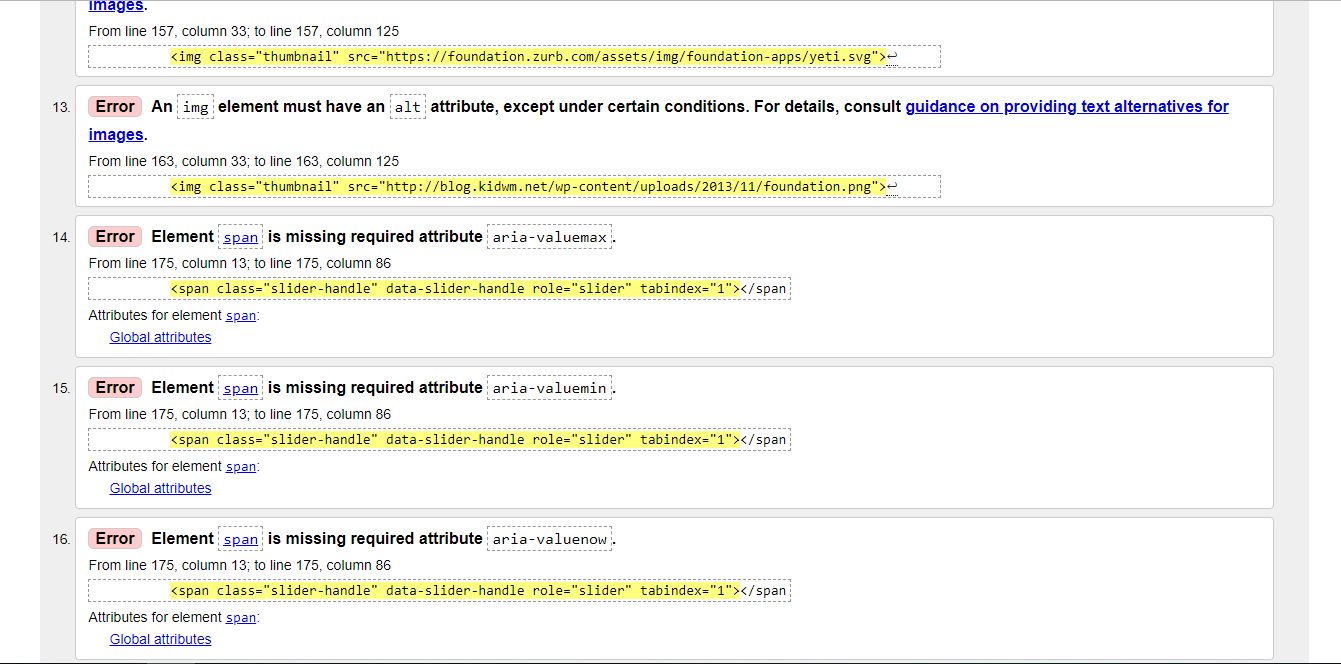 images.
From line 157, column 33; to line 157, column 125
<img class="thumbnail" src="https://foundation.zurb.com/assets/img/foundation-apps/yeti.svg">↩
13. Error An img element must have an alt attribute, except under certain conditions. For details, consult guidance on providing text alternatives for
images.
From line 163, column 33; to line 163, column 125
<img class="thumbnail" src="http://blog.kidwm.net/wp-content/uploads/2013/11/foundation.png">↩
14. Error Element span is missing required attribute aria-valuemax.
From line 175, column 13; to line 175, column 86
<span class="slider-handle" data-slider-handle role="slider" tabindex="1"></span
Attributes for element span:
Global attributes
15. Error Element span is missing required attribute aria-valuemin.
From line 175, column 13; to line 175, column 86
<span class="slider-handle" data-slider-handle role="slider" tabindex="1"></span
Attributes for element span:
Global attributes
16. Error Element span is missing required attribute aria-valuenow.
From line 175, column 13; to line 175, column 86
<span class="slider-handle" data-slider-handle role="slider" tabindex="1"></span
Attributes for element span:
Global attributes